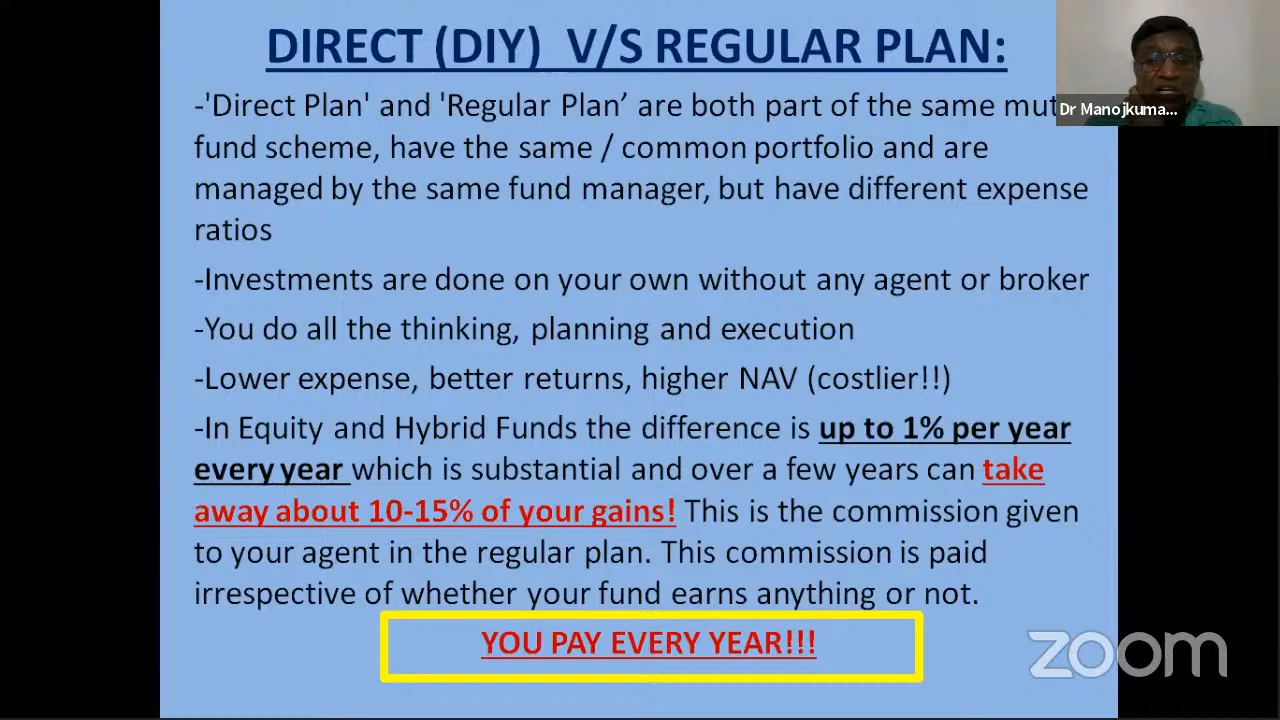 DIRECT (DIY) V/S REGULAR PLAN:
-'Direct Plan' and 'Regular Plan’ are both part of the same mut
Dr Manojkuma...
fund scheme, have the same / common portfolio and are
managed by the same fund manager, but have different expense
ratios
-Investments are done on your own without any agent or broker
-You do all the thinking, planning and execution
-Lower expense, better returns, higher NAV (costlier!!)
-In Equity and Hybrid Funds the difference is up to 1% per year
every year which is substantial and over a few years can take
away about 10-15% of your gains! This is the commission given
to your agent in the regular plan. This commission is paid
irrespective of whether your fund earns anything or not.
YOU PAY EVERY YEAR!!!
zoom